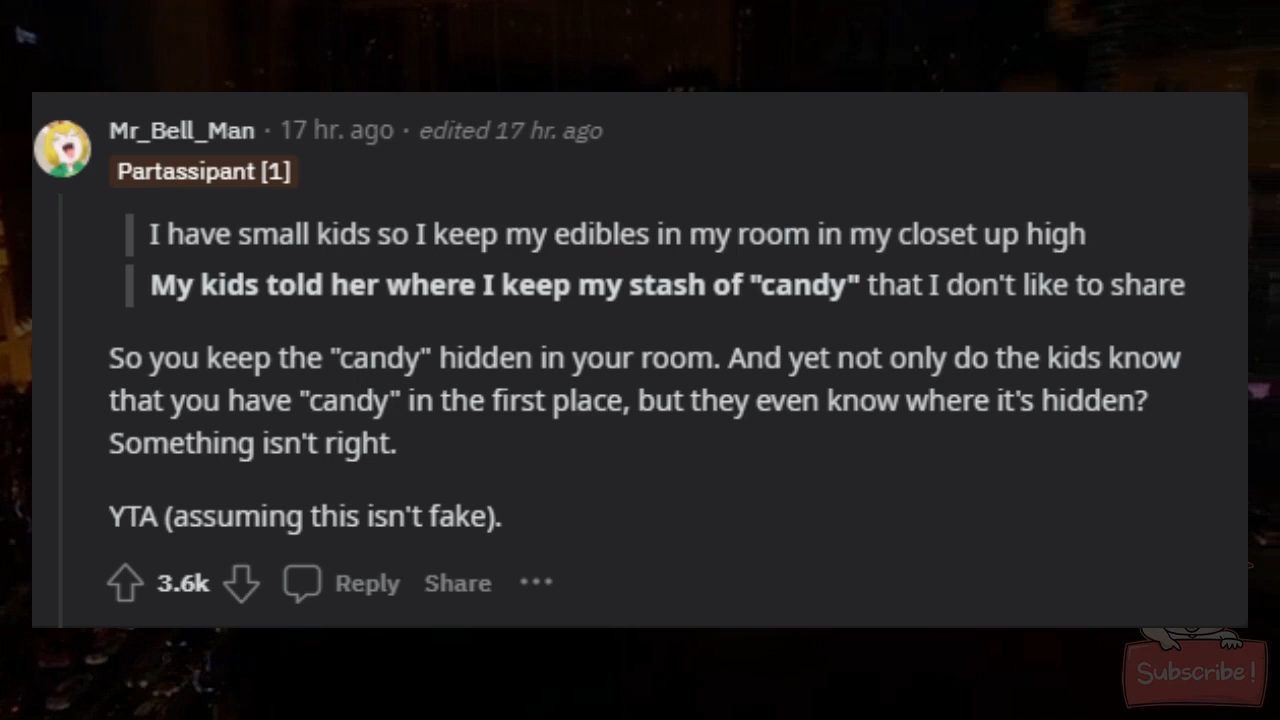 Mr_Bell_Man · 17 hr. ago · edited 17 hr. ago
Partassipant [1]
I have small kids so I keep my edibles in my room in my closet up high
My kids told her where I keep my stash of "candy" that I don't like to share
So you keep the "candy" hidden in your room. And yet not only do the kids know
that you have "candy" in the first place, but they even know where it's hidden?
Something isn't right.
YTA (assuming this isn't fake).
3.6k Reply Share ···
Subscribe!